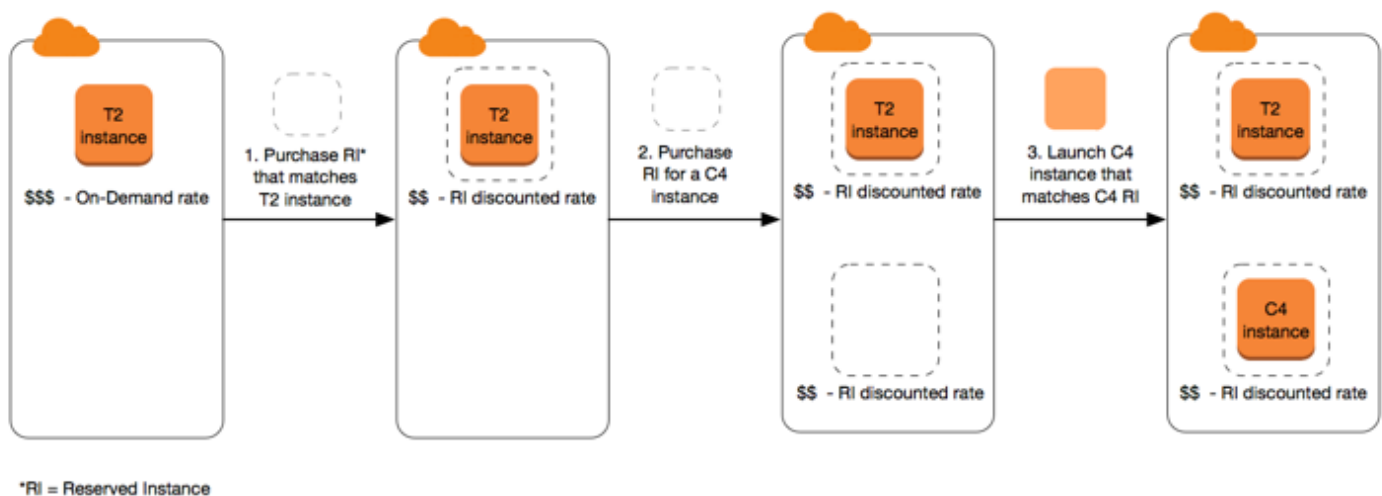 T2
instance
$$$ - On-Demand rate
1. Purchase RI*
that matches
T2 instance
T2
instance
$$ - RI discounted rate
2. Purchase
RI for a C4
instance
T2
instance
$$ - RI discounted rate
$$ - RI discounted rate
3. Launch C4
instance that
matches C4 RI
T2
instance
$$ - RI discounted rate
C4
instance
$$ - RI discounted rate
*RI = Reserved Instance